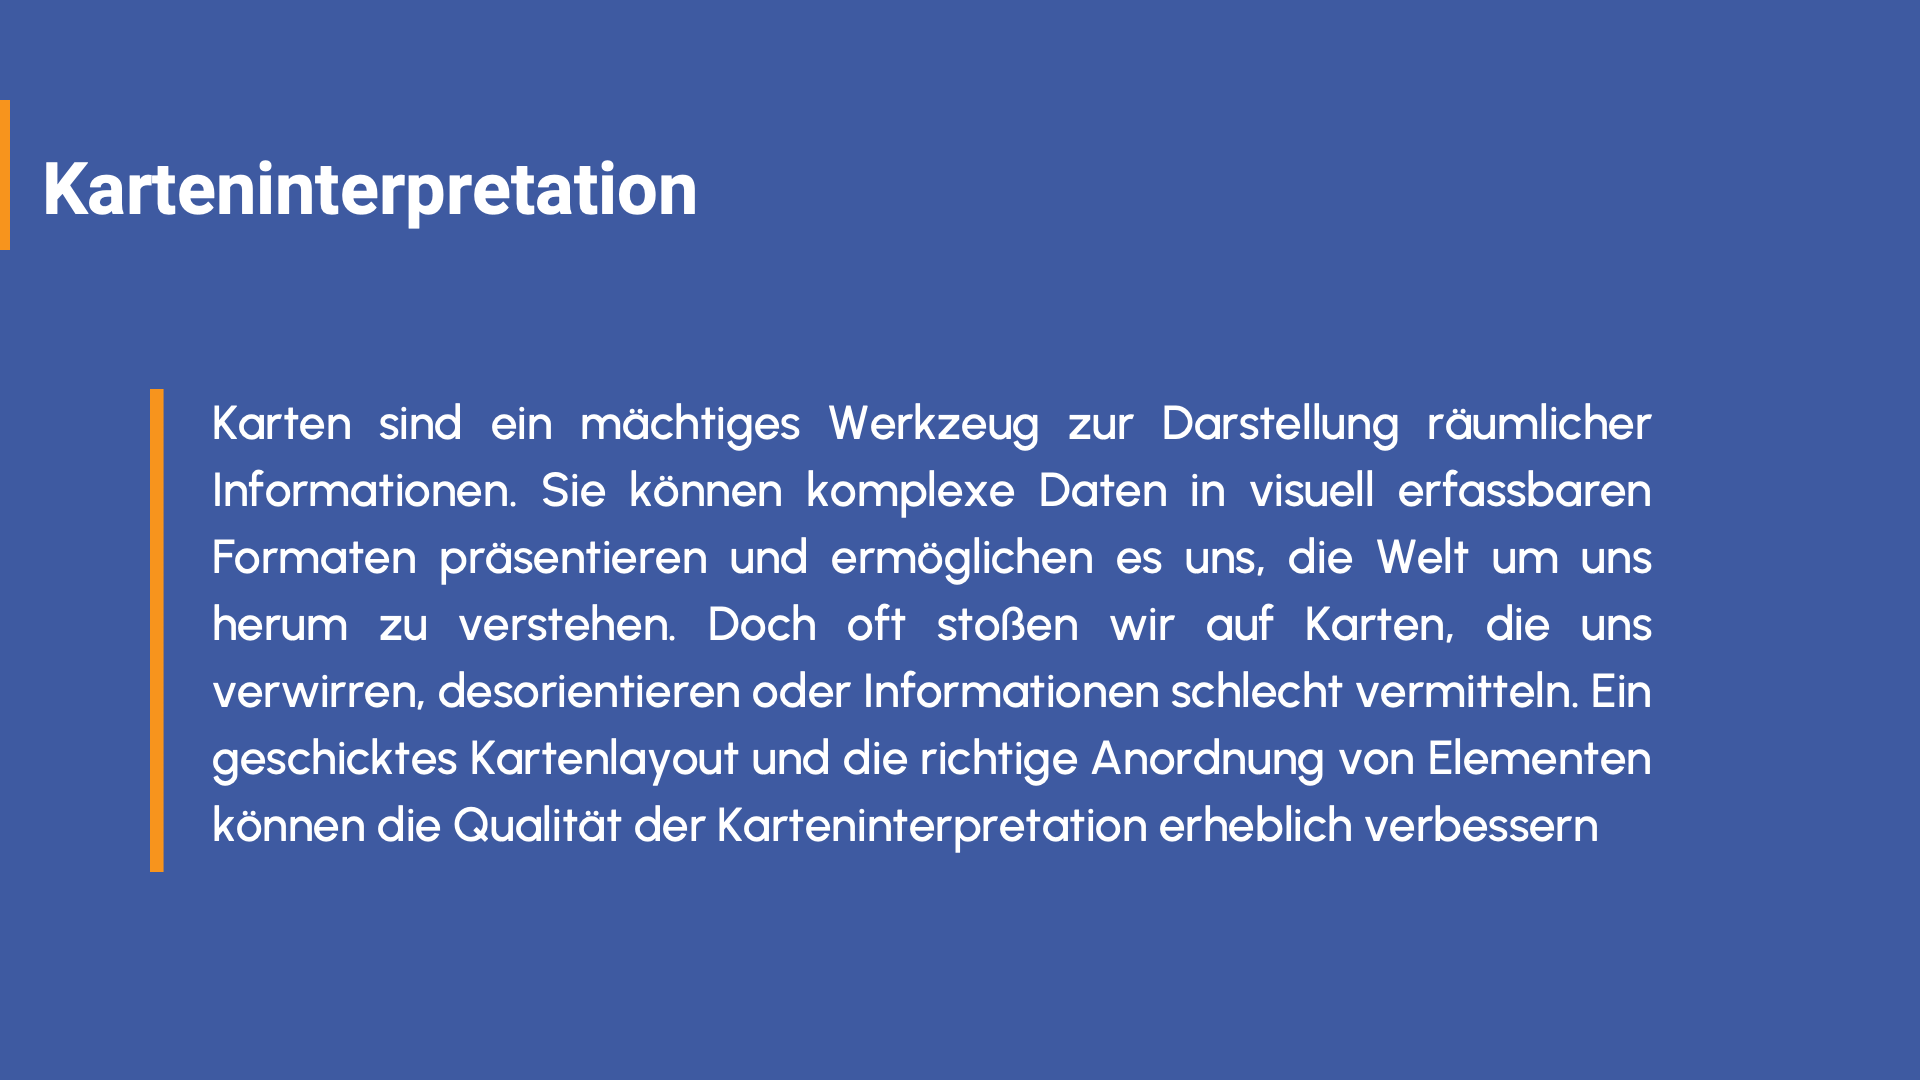 Karteninterpretation
Karten sind ein mächtiges Werkzeug zur Darstellung räumlicher
Informationen. Sie können komplexe Daten in visuell erfassbaren
Formaten präsentieren und ermöglichen es uns, die Welt um uns
herum zu verstehen. Doch oft stoßen wir auf Karten, die uns
verwirren, desorientieren oder Informationen schlecht vermitteln. Ein
geschicktes Kartenlayout und die richtige Anordnung von Elementen
können die Qualität der Karteninterpretation erheblich verbessern